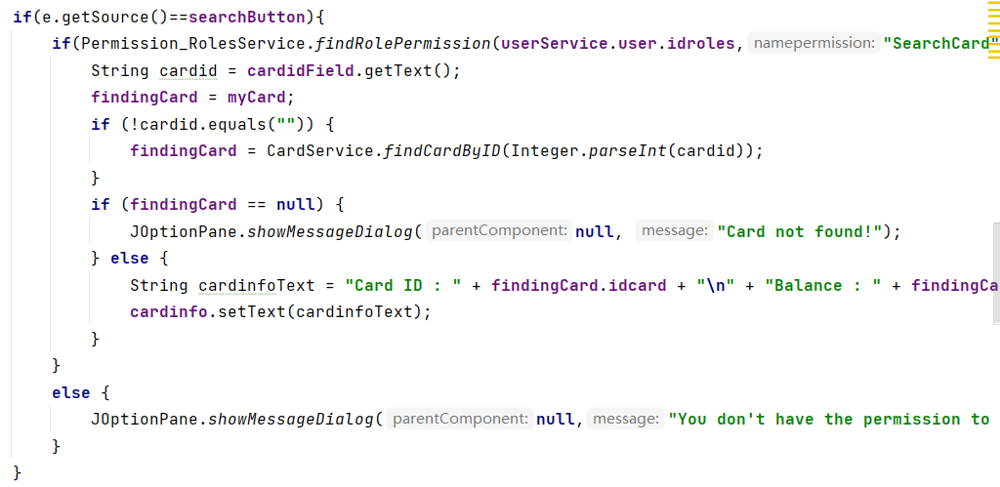 if(e.getSource()==searchButton){
if(Permission_RolesService.findRolePermission(userService.user.idroles, namepermission: "SearchCard"
String cardid = cardidField.getText();
findingCard = myCard;
if (!cardid.equals("")) {
findingCard = CardService.findCardByID(Integer.parseInt(cardid));
}
if (findingCard == null) {
JOptionPane.showMessageDialog( parentComponent: null, message: "Card not found!");
} else {
String cardinfoText = "Card ID : " + findingCard.idcard + "\n" + "Balance : " + findingCa
cardinfo.setText(cardinfoText);
}
}
else {
JOptionPane.showMessageDialog( parentComponent: null, message: "You don't have the permission to
}
}